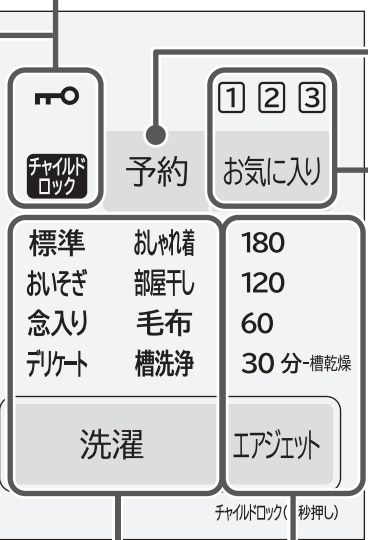 1 2 3
チャイルド
ロック
予約
お気に入り
標準 おしゃれ着 180
おいそぎ 部屋干し 120
念入り 毛布 60
デリケート 槽洗浄 30 分-槽乾燥
洗濯
エアジェット
チャイルドロック( 秒押し)